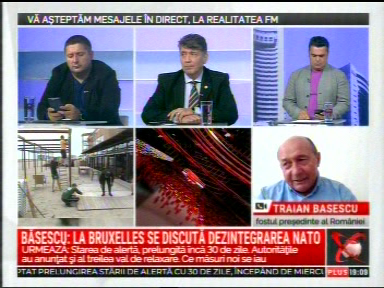 VĂ AȘTEPTĂM MESAJELE ÎN DIRECT, LA REALITATEA FM
TRAIAN BASESCU
fostul președinte al României
BĂSESCU: LA BRUXELLES SE DISCUTĂ DEZINTEGRAREA NATO
URMEAZĂ: Starea de alertă, prelungită încă 30 de zile. Autoritățile
au anunțat și al treilea val de relaxare. Ce măsuri noi se iau
PTAT PRELUNGIREA STĂRII DE ALERTĂ CU 30 DE ZILE, ÎNCEPÂND DE MIERCU
PLUS 19:09